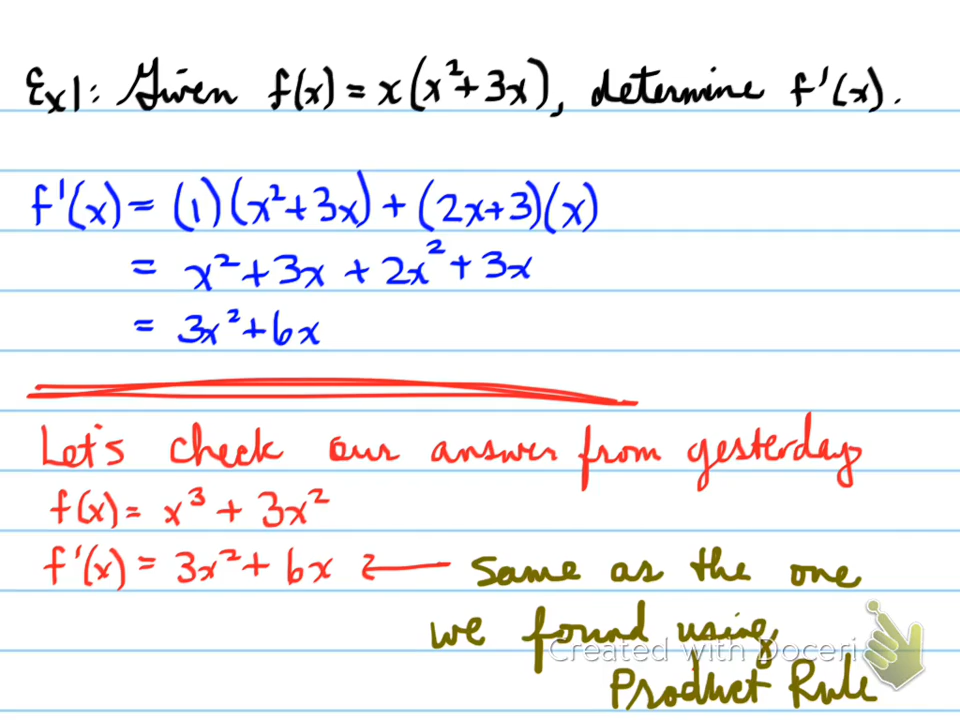 Ex1: Given f(x) = x(x² + 3x), determine f'(x).
f'(x) = (1)(x² + 3x) + (2x + 3)(x)
= x² + 3x + 2x² + 3x
= 3x² + 6x
Let's check our answer from yesterday
f(x) = x³ + 3x²
f'(x) = 3x² + 6x ← same as the one
we found using
Created with Doceri
Product Rule